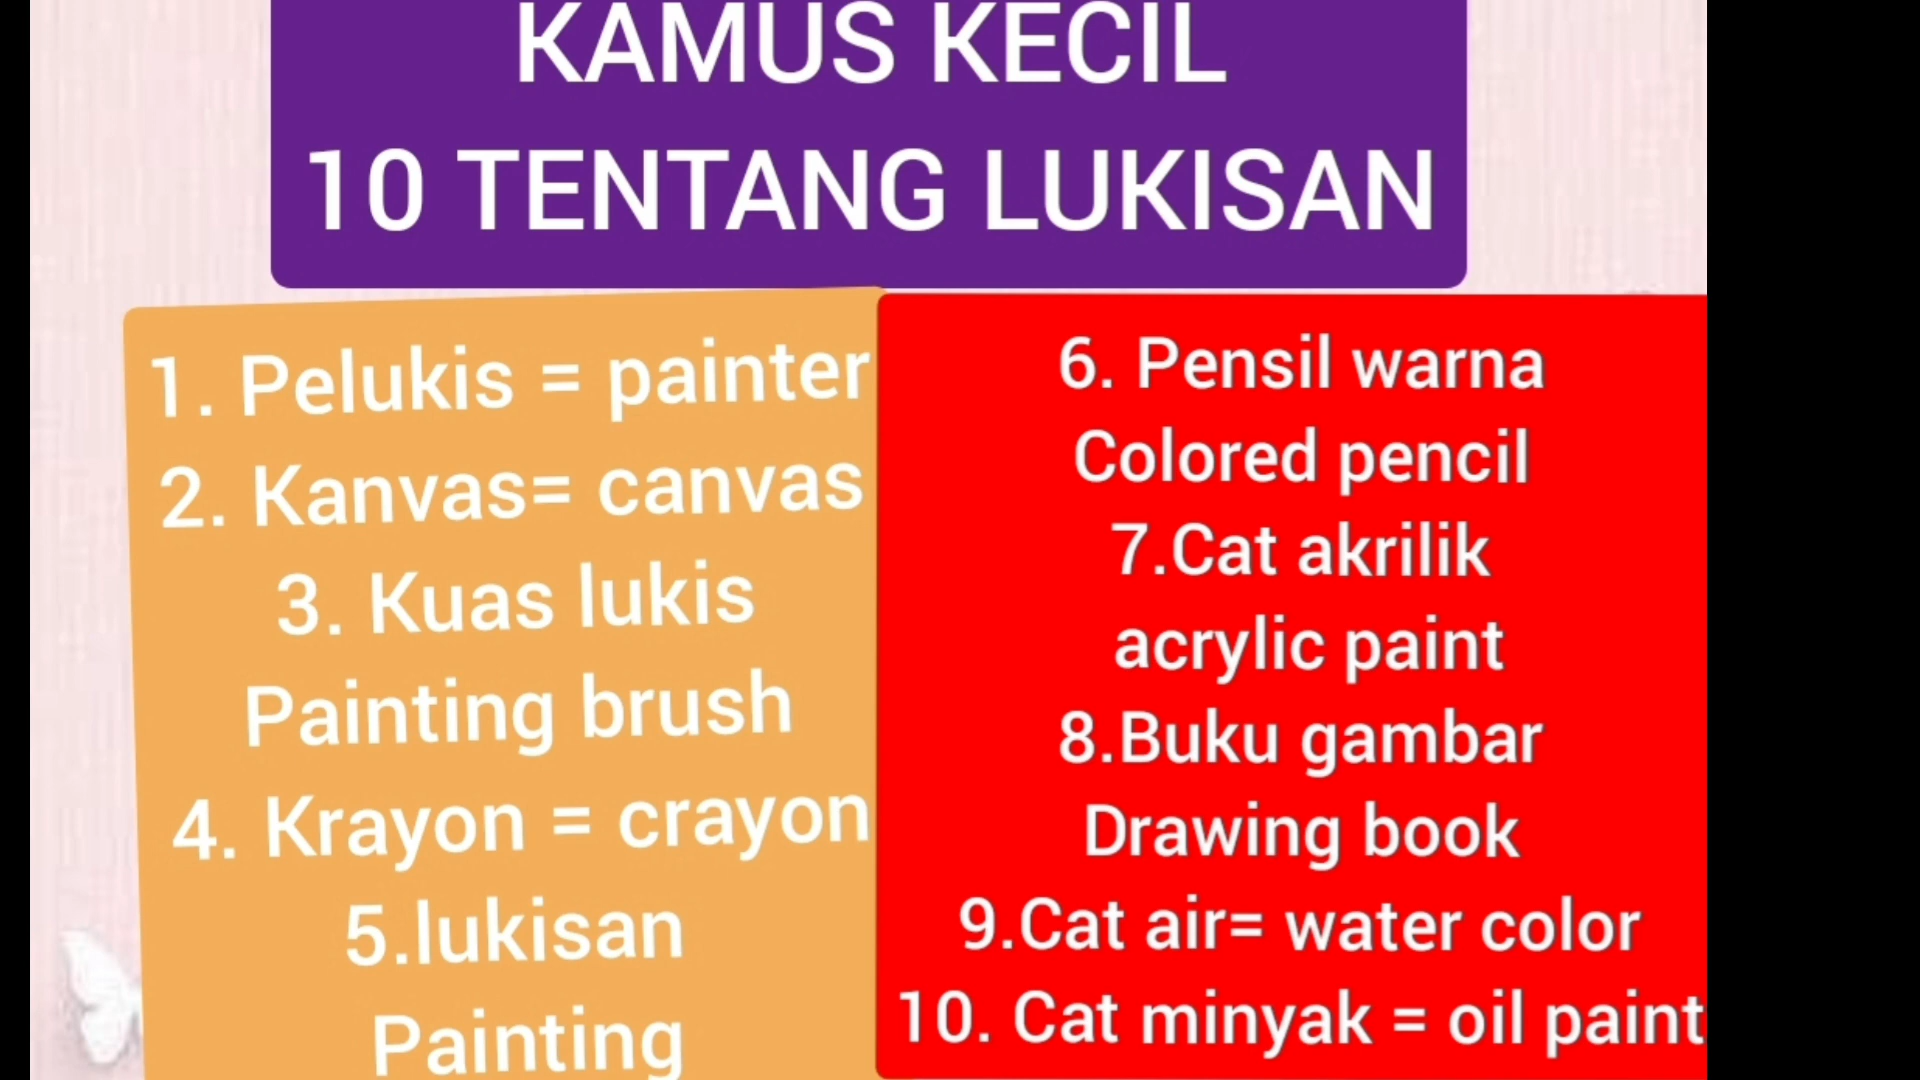 KAMUS KECIL
10 TENTANG LUKISAN
1. Pelukis = painter
2. Kanvas= canvas
3. Kuas lukis
Painting brush
4. Krayon = crayon
5.lukisan
Painting
6. Pensil warna
Colored pencil
7.Cat akrilik
acrylic paint
8.Buku gambar
Drawing book
9.Cat air= water color
10. Cat minyak = oil paint